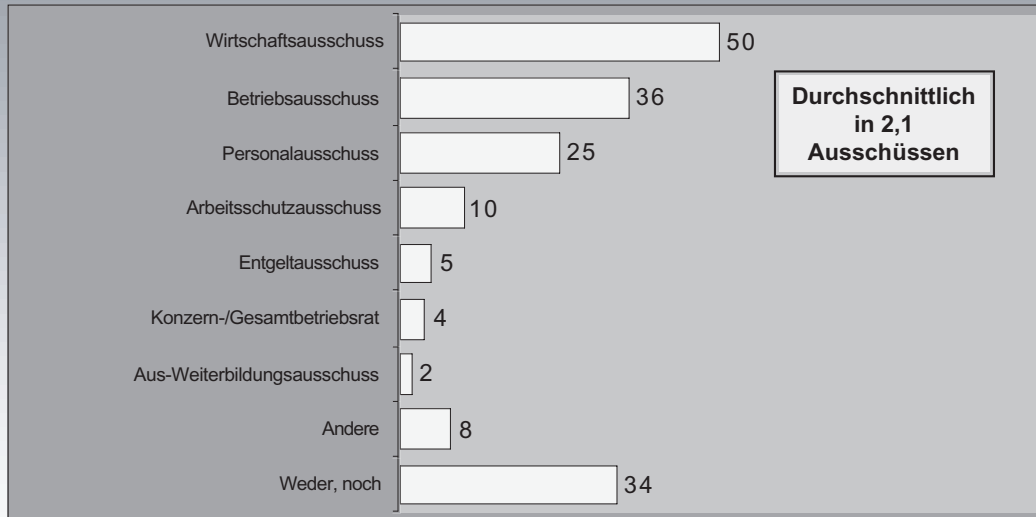 Wirtschaftsausschuss 50
Betriebsausschuss 36
Personalausschuss 25
Arbeitsschutzausschuss 10
Entgeltausschuss 5
Konzern-/Gesamtbetriebsrat 4
Aus-Weiterbildungsausschuss 2
Andere 8
Weder, noch 34
Durchschnittlich
in 2,1
Ausschüssen